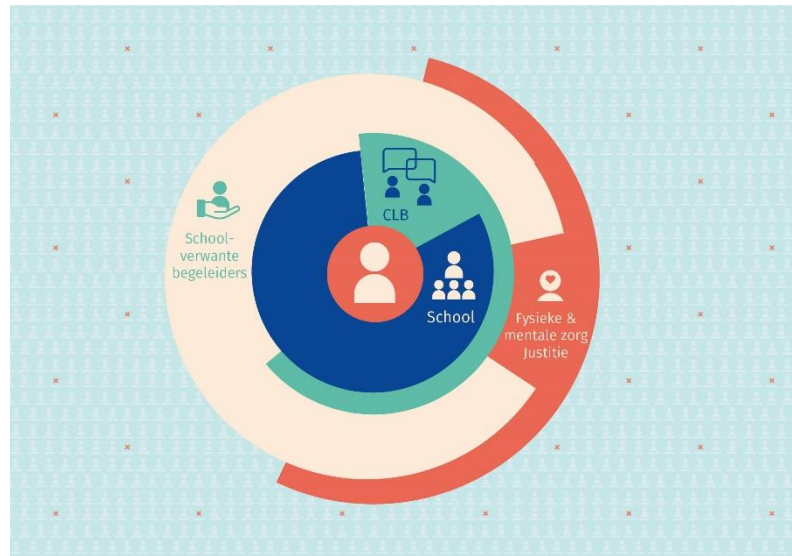 CLB
School-
verwante
begeleiders
School
Fysieke &
mentale zorg
Justitie